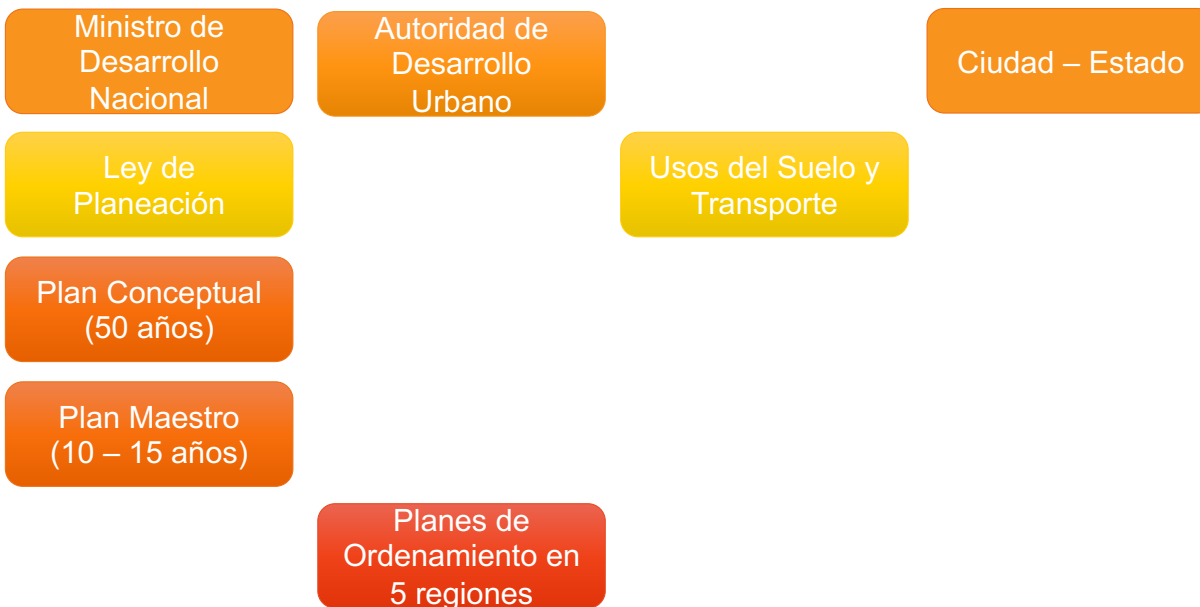 Ministro de
Desarrollo
Nacional
Autoridad de
Desarrollo
Urbano
Ciudad – Estado
Ley de
Planeación
Usos del Suelo y
Transporte
Plan Conceptual
(50 años)
Plan Maestro
(10 – 15 años)
Planes de
Ordenamiento en
5 regiones